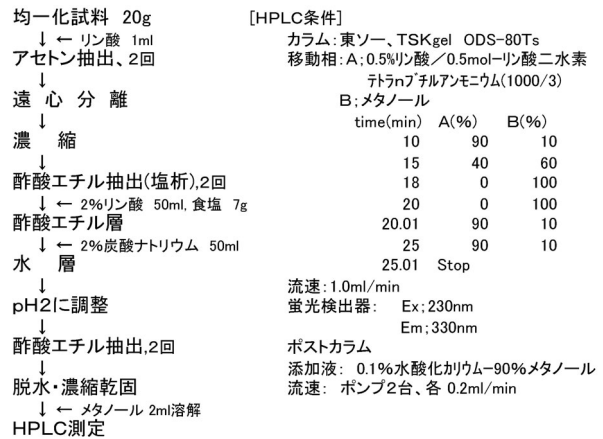 均一化試料 20g
↓ ← リン酸 1ml
アセトン抽出、2回
↓
遠 心 分 離
↓
濃 縮
↓
酢酸エチル抽出(塩析),2回
↓ ← 2%リン酸 50ml, 食塩 7g
酢酸エチル層
↓ ← 2%炭酸ナトリウム 50ml
水 層
↓
pH2に調整
↓
酢酸エチル抽出,2回
↓
脱水・濃縮乾固
↓ ← メタノール 2ml溶解
HPLC測定
[HPLC条件]
カラム:東ソー、TSKgel ODS-80Ts
移動相:A;0.5%リン酸/0.5molーリン酸二水素
テトラnブチルアンモニウム(1000/3)
B;メタノール
time(min) A(%) B(%)
10 90 10
15 40 60
18 0 100
20 0 100
20.01 90 10
25 90 10
25.01 Stop
流速:1.0ml/min
蛍光検出器: Ex;230nm
Em;330nm
ポストカラム
添加液: 0.1%水酸化カリウムー90%メタノール
流速: ポンプ2台、各 0.2ml/min